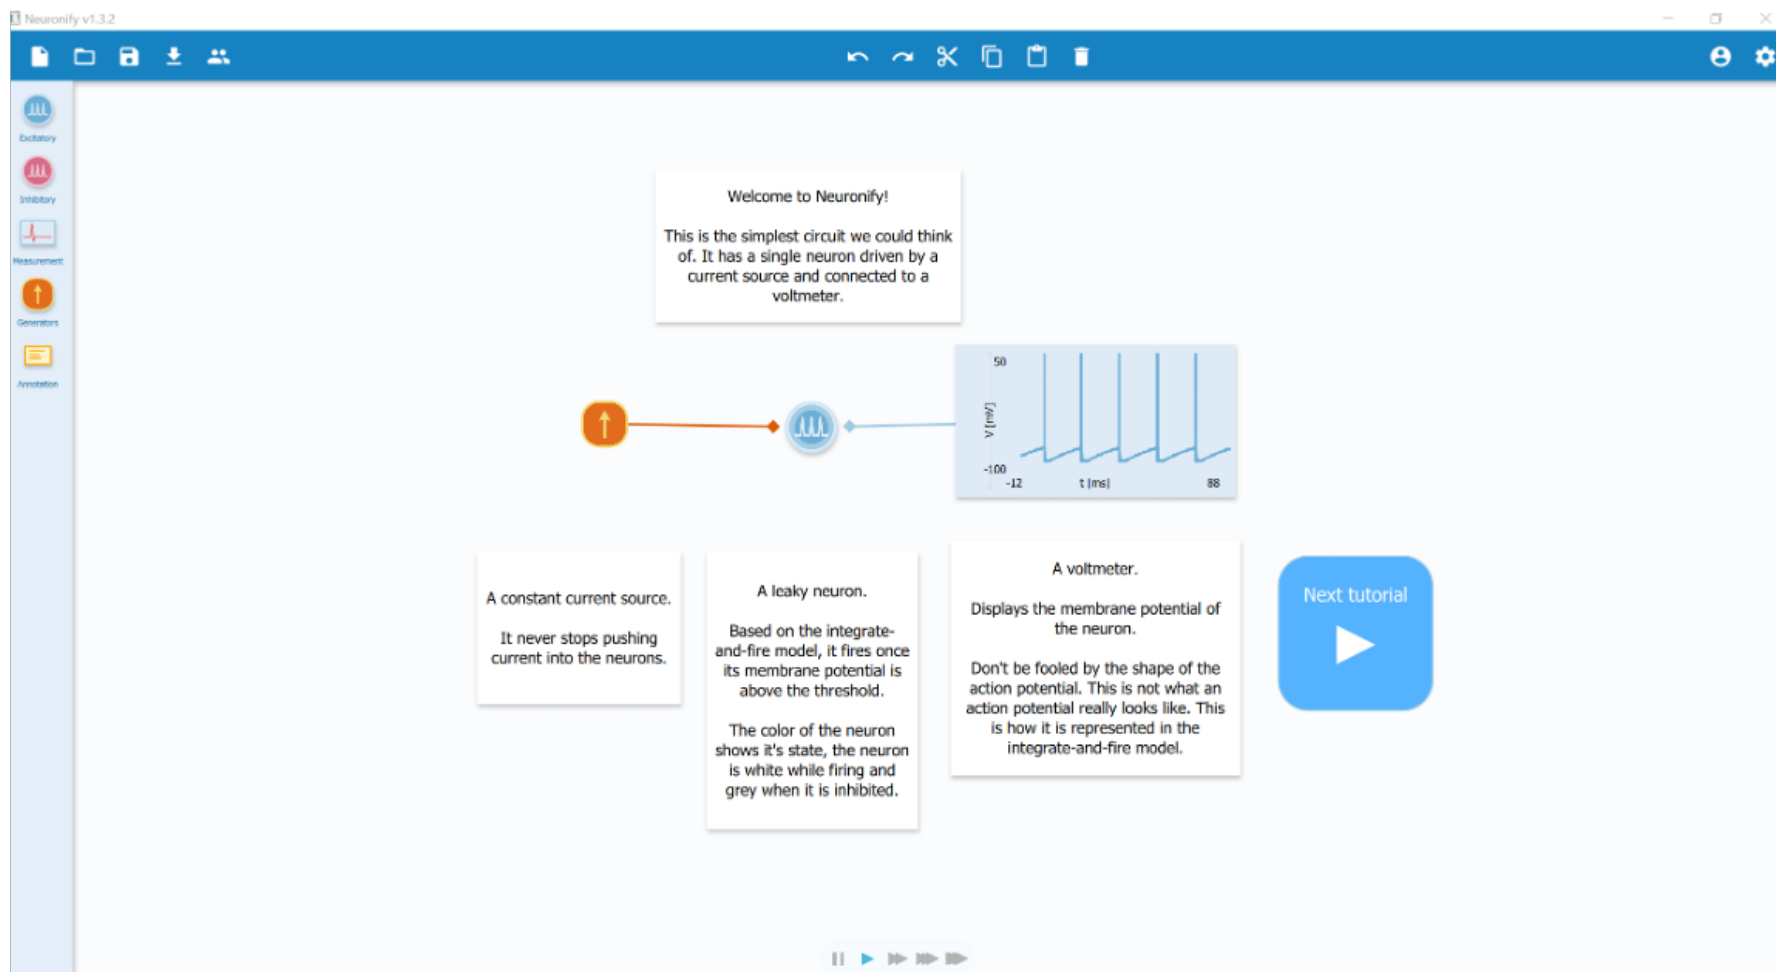 Neuronify v1.3.2
Excitatory
Inhibitory
Measurement
Generators
Annotation
Welcome to Neuronify!
This is the simplest circuit we could think
of. It has a single neuron driven by a
current source and connected to a
voltmeter.
50
V [mV]
-100
-12
t [ms]
88
A constant current source.
It never stops pushing
current into the neurons.
A leaky neuron.
Based on the integrate-
and-fire model, it fires once
its membrane potential is
above the threshold.
The color of the neuron
shows it's state, the neuron
is white while firing and
grey when it is inhibited.
A voltmeter.
Displays the membrane potential of
the neuron.
Don't be fooled by the shape of the
action potential. This is not what an
action potential really looks like. This
is how it is represented in the
integrate-and-fire model.
Next tutorial